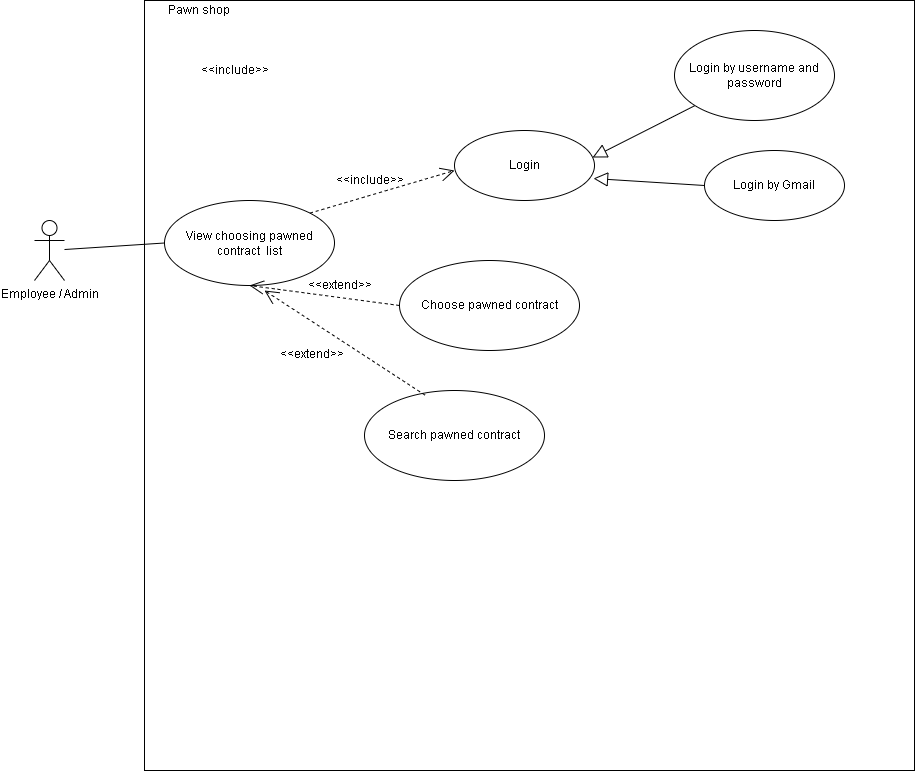 Pawn shop
<<include>>
Login by username and
password
Login
<<include>>
Login by Gmail
View choosing pawned
contract list
<<extend>>
Employee / Admin
Choose pawned contract
<<extend>>
Search pawned contract